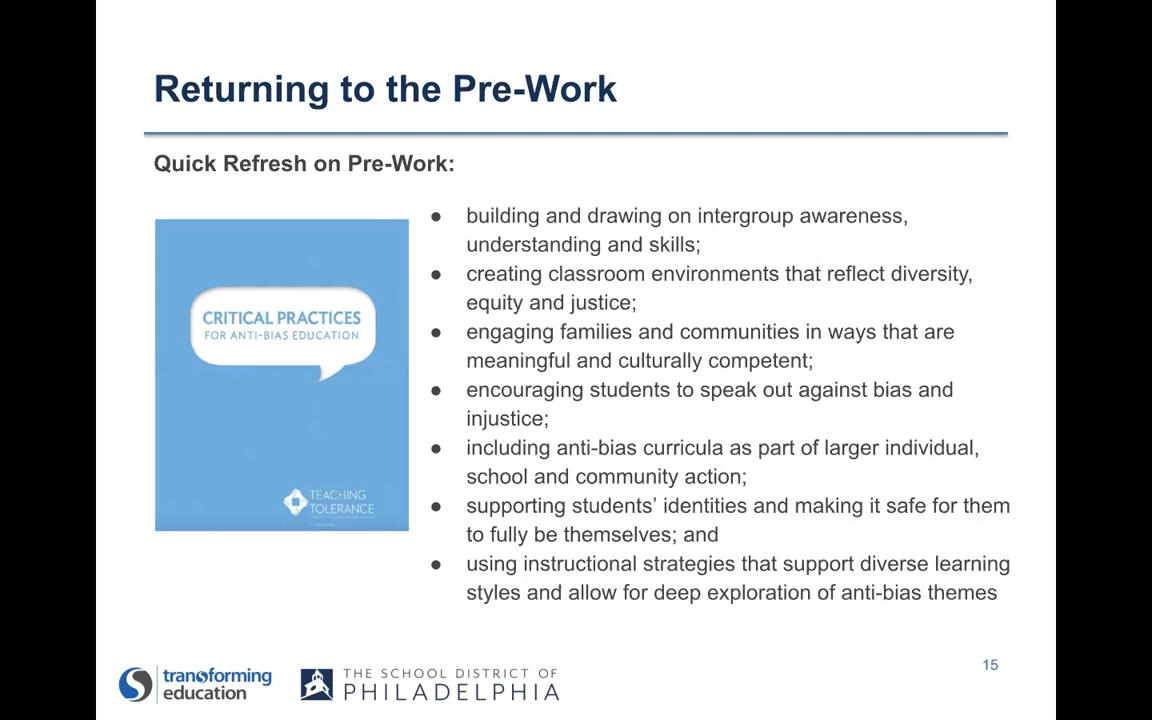 Returning to the Pre-Work
Quick Refresh on Pre-Work:
CRITICAL PRACTICES
FOR ANTI-BIAS EDUCATION
TEACHING
TOLERANCE
● building and drawing on intergroup awareness,
understanding and skills;
● creating classroom environments that reflect diversity,
equity and justice;
● engaging families and communities in ways that are
meaningful and culturally competent;
● encouraging students to speak out against bias and
injustice;
● including anti-bias curricula as part of larger individual,
school and community action;
● supporting students’ identities and making it safe for them
to fully be themselves; and
● using instructional strategies that support diverse learning
styles and allow for deep exploration of anti-bias themes
transforming
education
THE SCHOOL DISTRICT OF
PHILADELPHIA
15